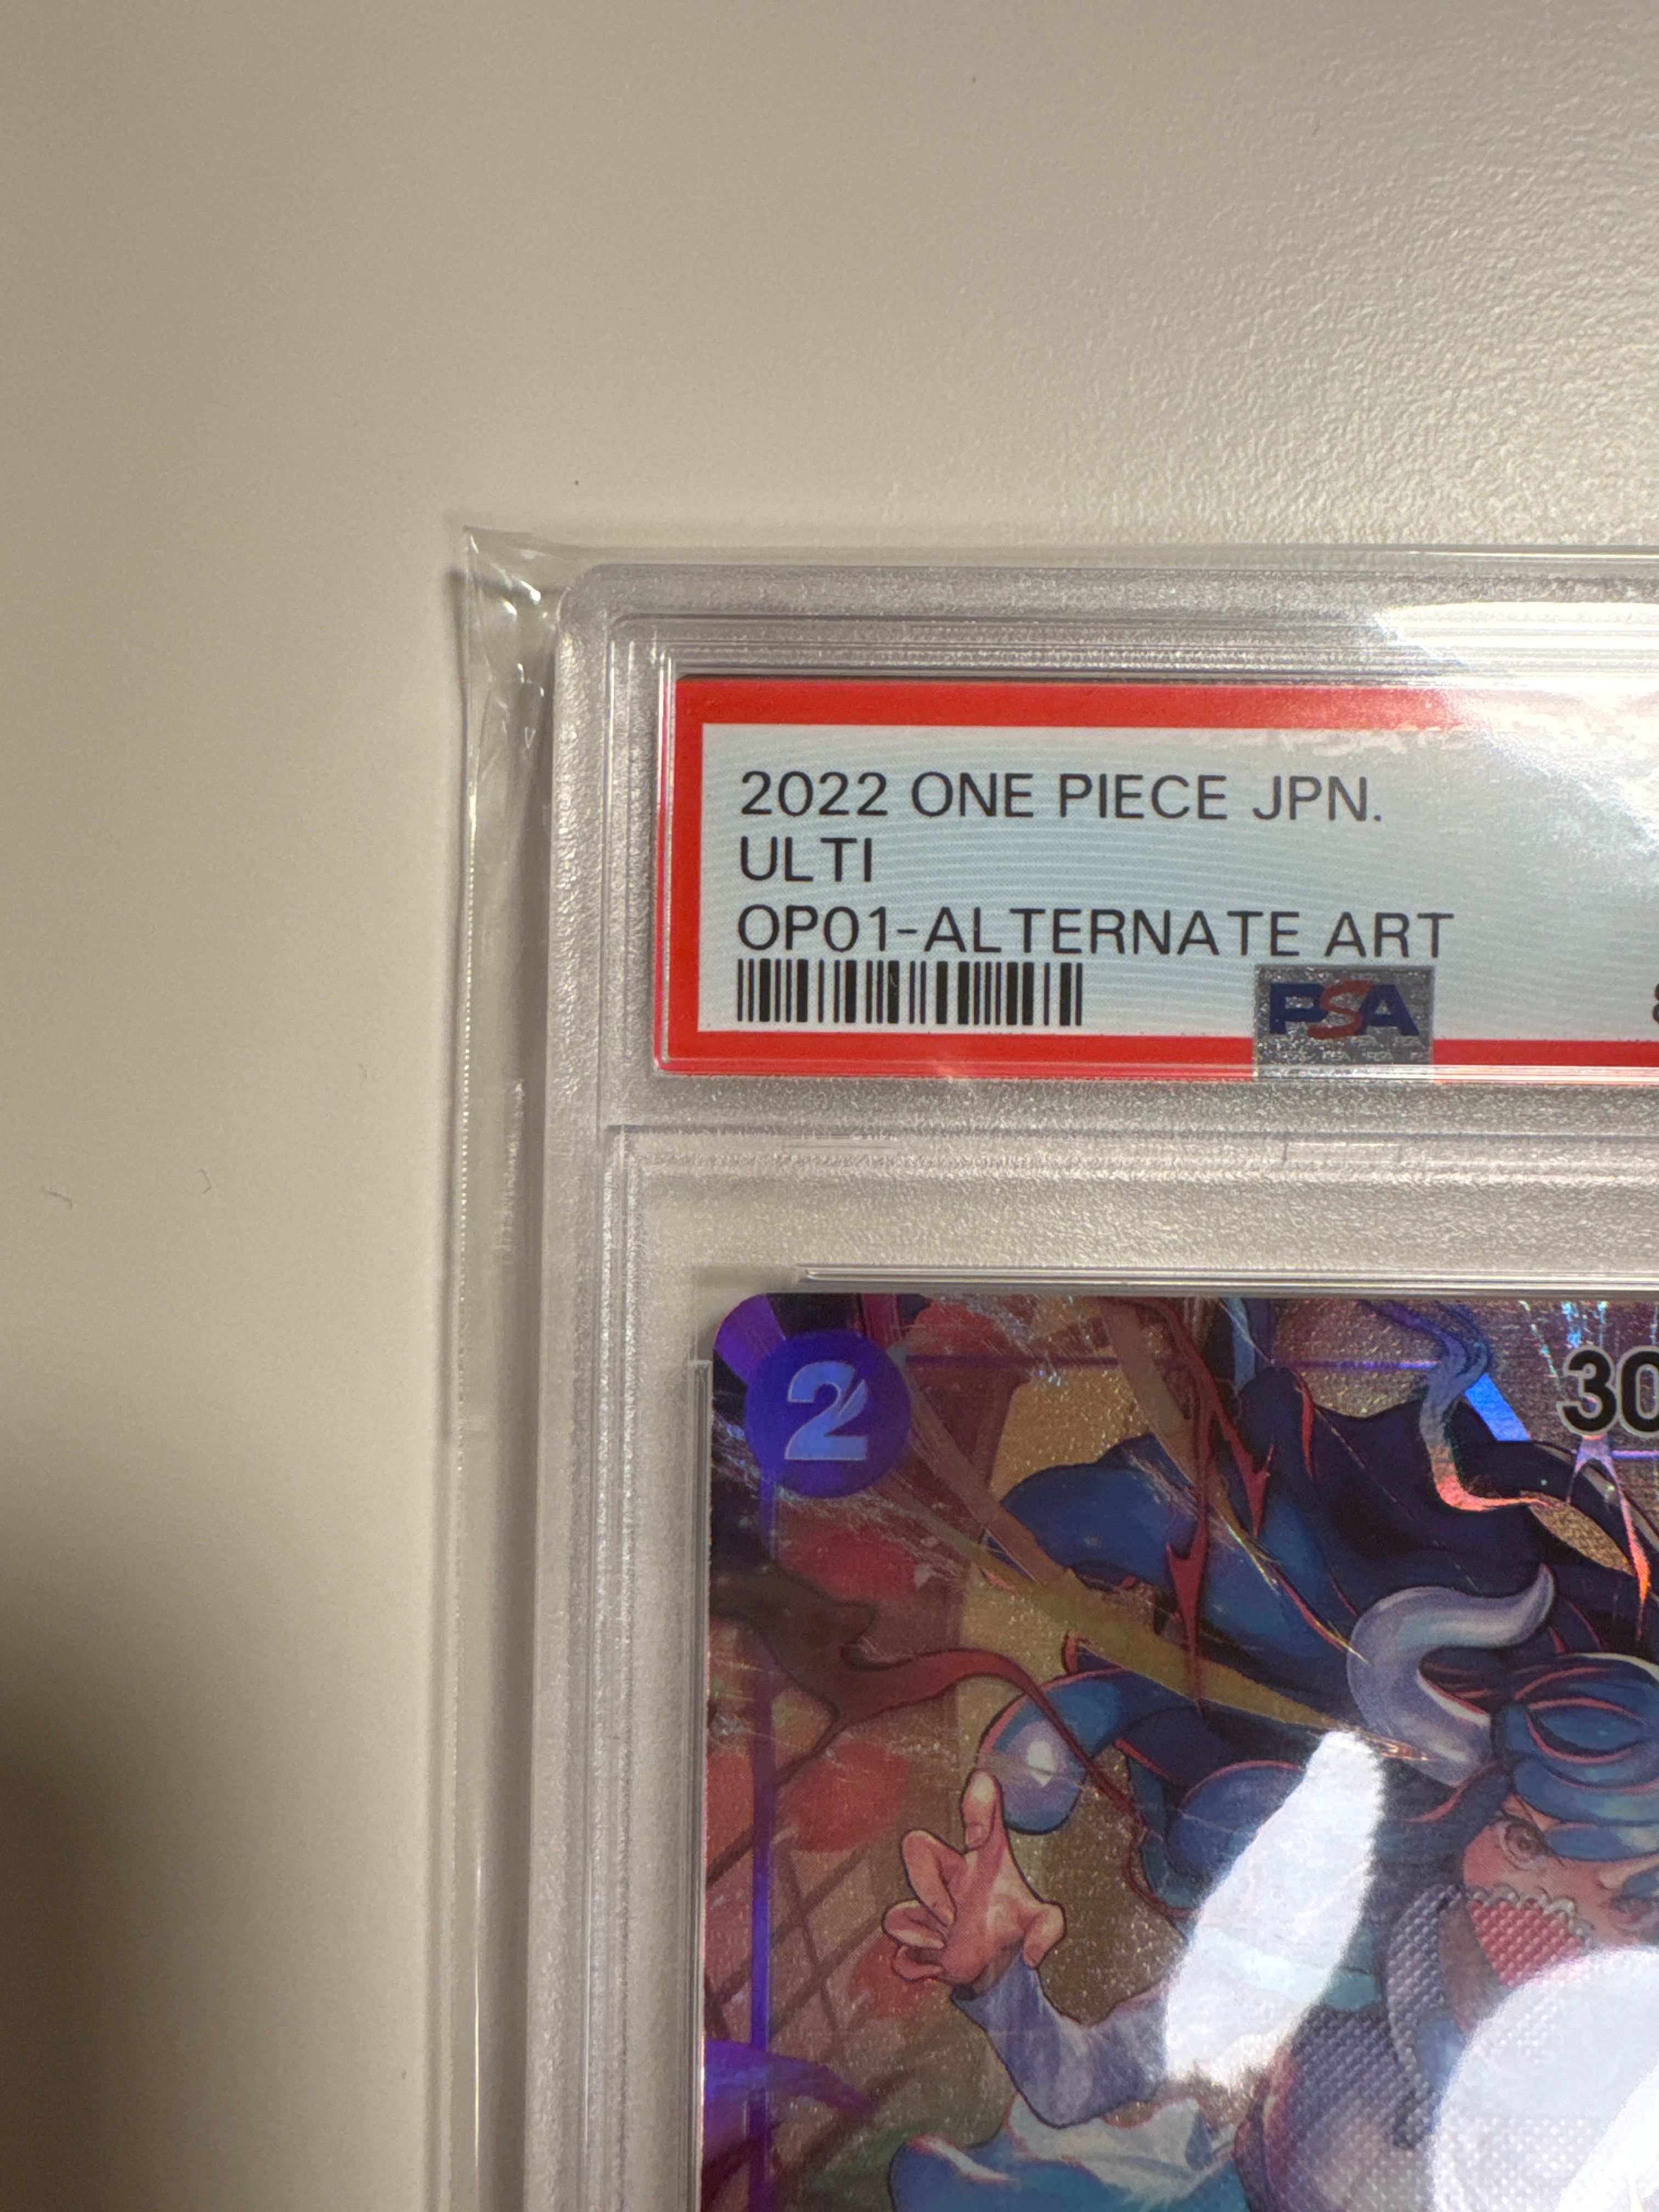 2022 ONE PIECE JPN.
ULTI
OP01-ALTERNATE ART
PSA
2